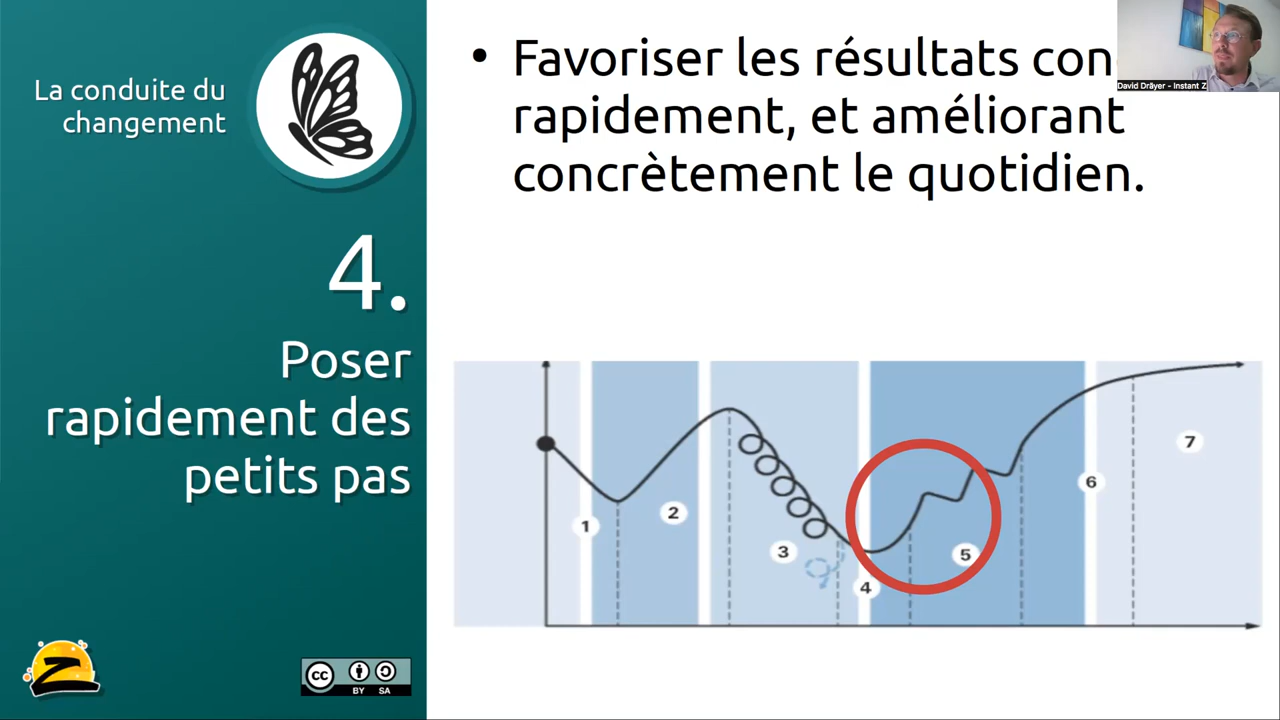 La conduite du
changement
4.
Poser
rapidement des
petits pas
• Favoriser les résultats
rapidement, et améliorant
concrètement le quotidien.
David Dräyer - Instant Z
1
2
3
4
5
6
7
Z
cc
BY SA